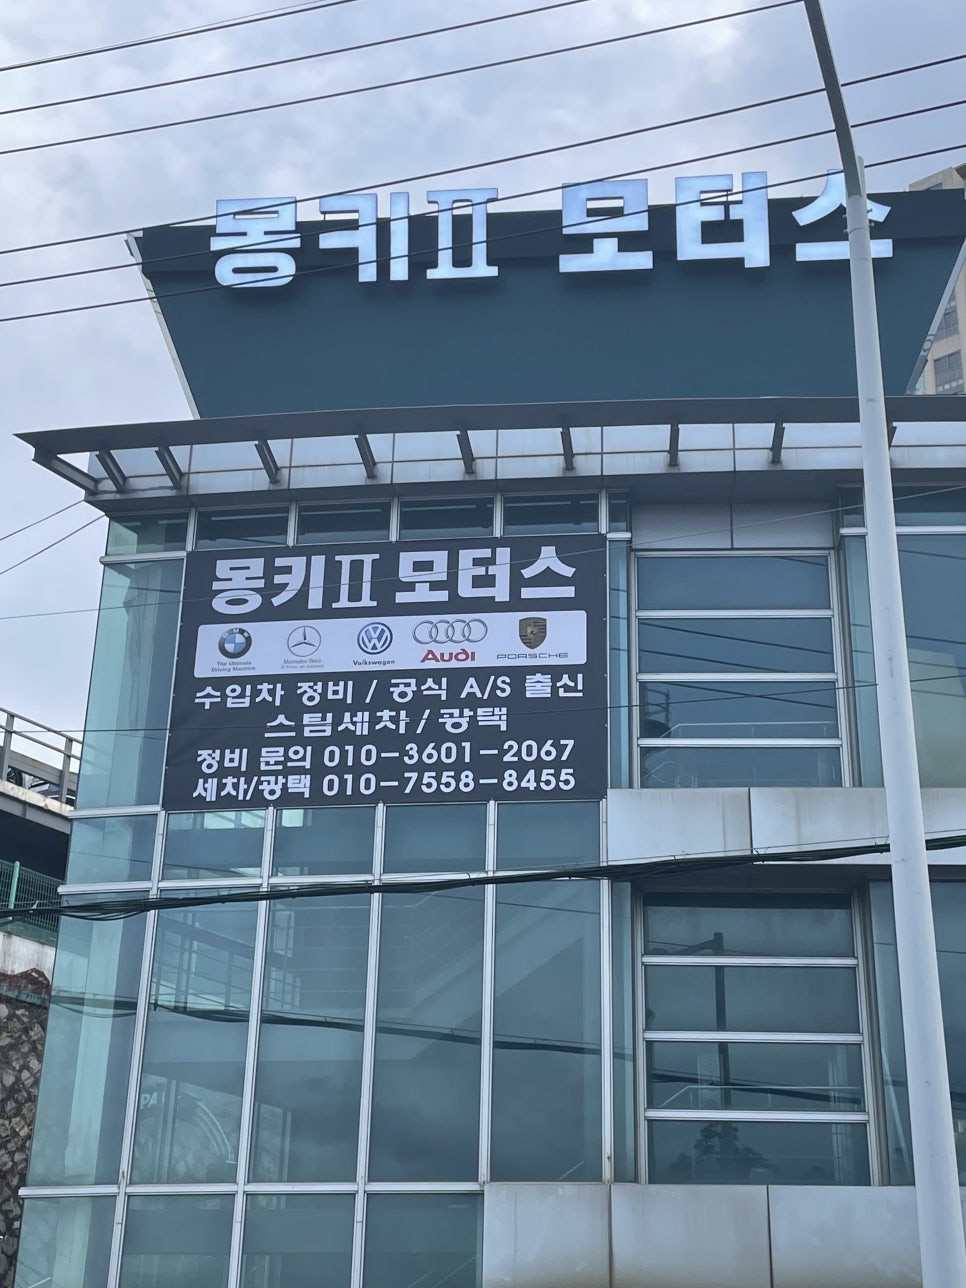 몽키II 모터스
몽키II 모터스
BMW
The Ultimate
Driving Machine
Mercedes-Benz
Volkswagen
Audi
PORSCHE
수입차 정비 / 공식 A/S 출신
스팀세차/광택
정비 문의 010-3601-2067
세차/광택 010-7558-8455